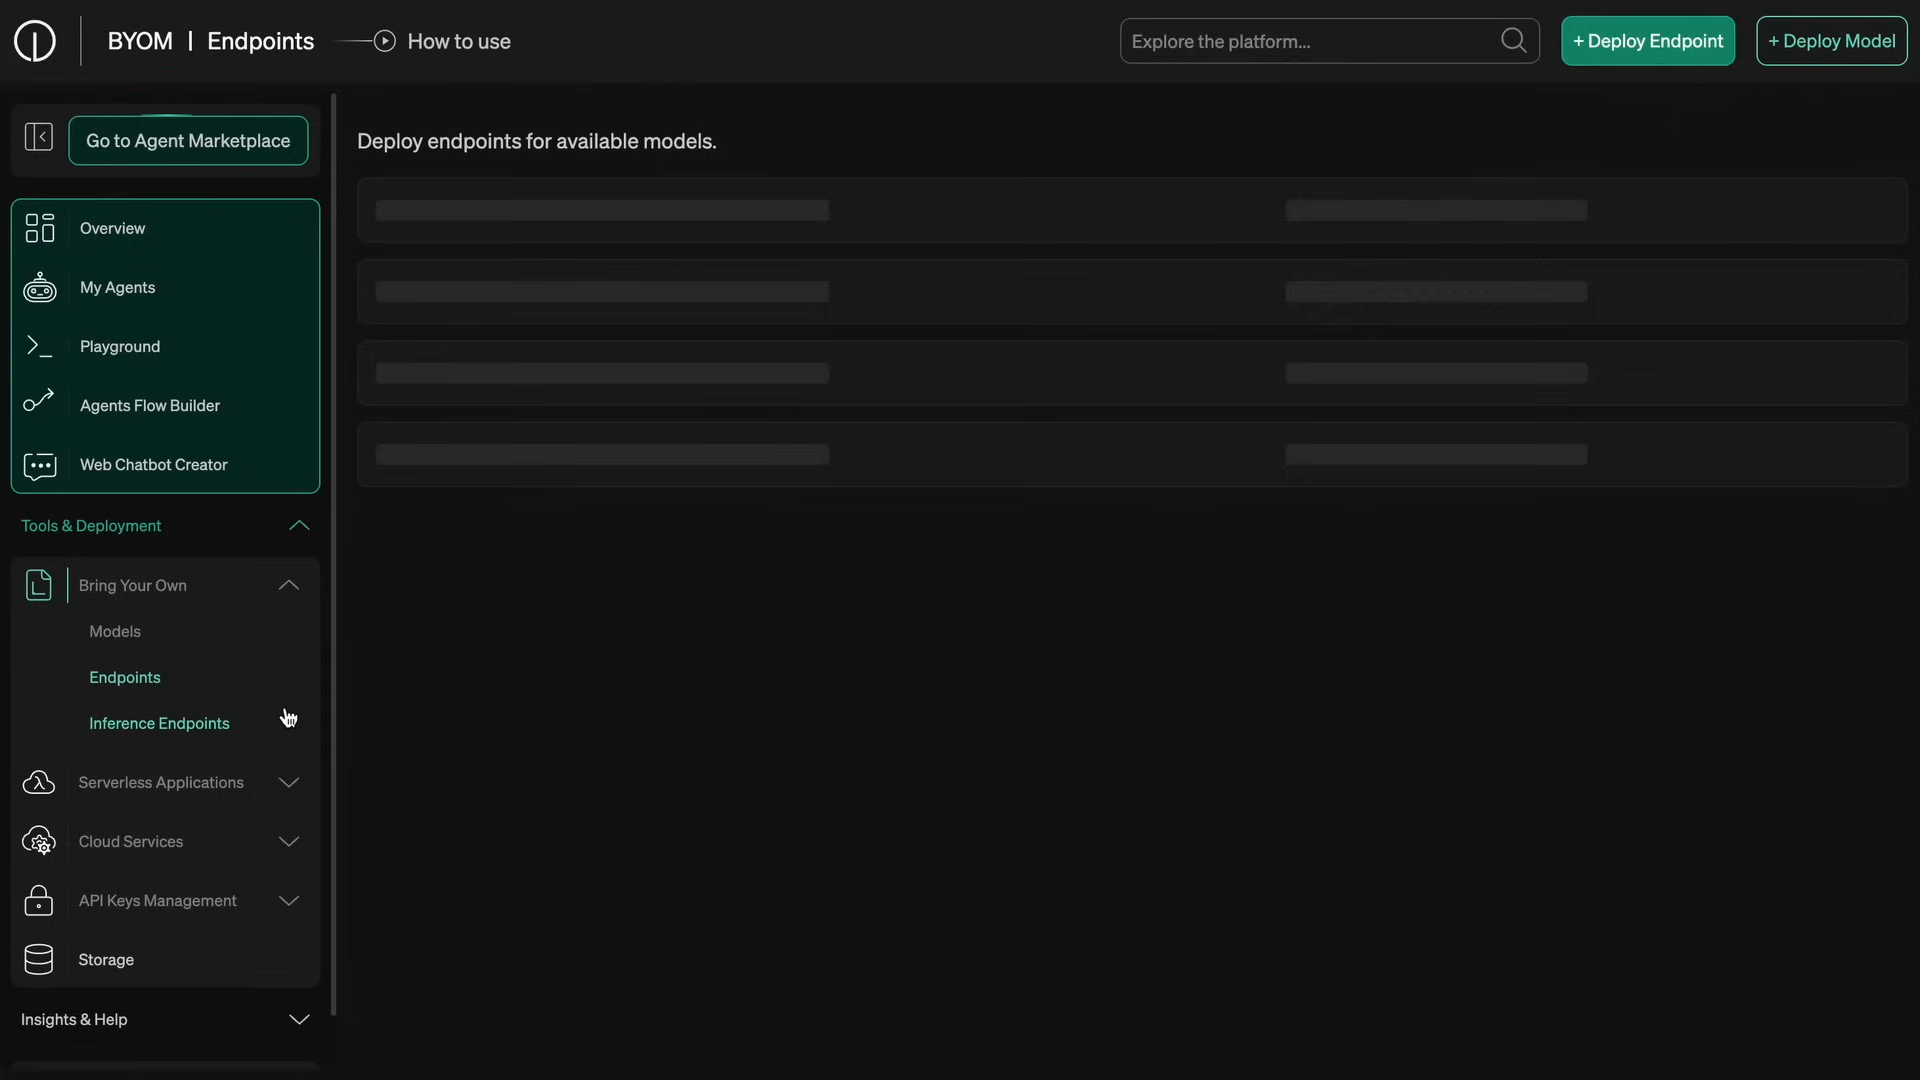 BYOM | Endpoints
How to use
Explore the platform...
+ Deploy Endpoint
+ Deploy Model
Go to Agent Marketplace
Deploy endpoints for available models.
Overview
My Agents
Playground
Agents Flow Builder
Web Chatbot Creator
Tools & Deployment
Bring Your Own
Models
Endpoints
Inference Endpoints
Serverless Applications
Cloud Services
API Keys Management
Storage
Insights & Help